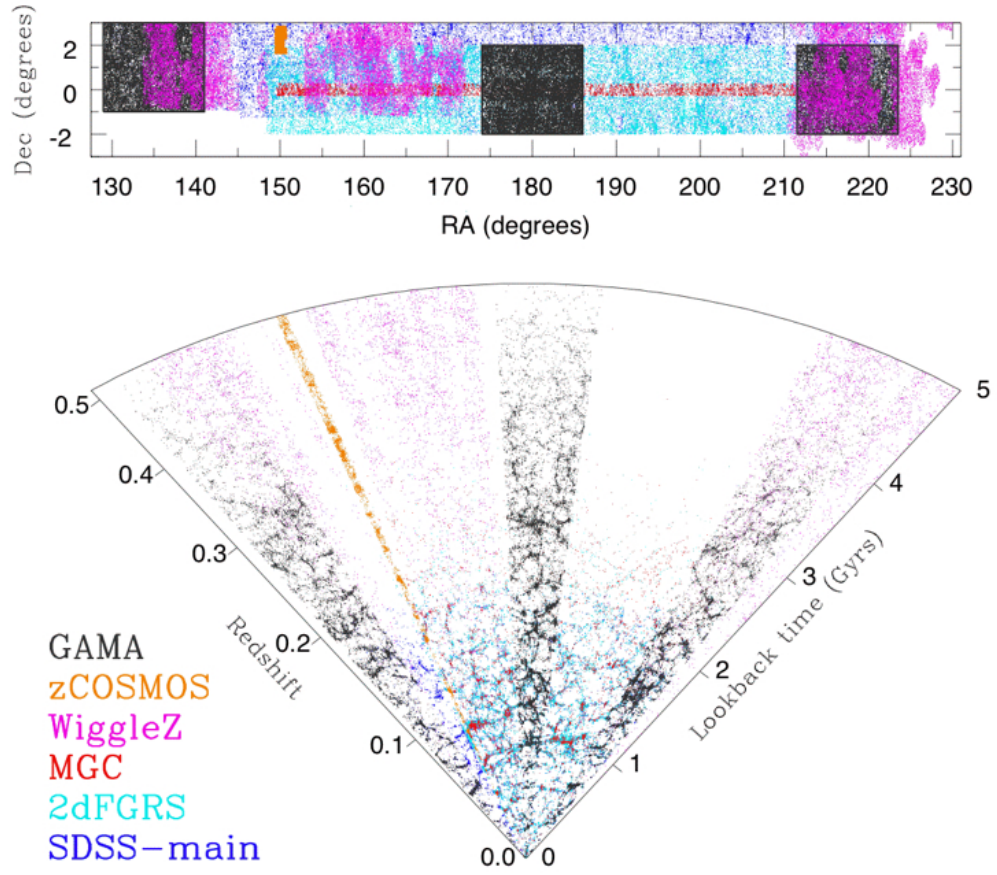 Dec (degrees)
2
0
-2
130 140 150 160 170 180 190 200 210 220 230
RA (degrees)
0.5
0.4
0.3
0.2
0.1
0.0
Redshift
5
4
3
2
1
0
Lookback time (Gyrs)
GAMA
zCOSMOS
WiggleZ
MGC
2dFGRS
SDSS-main